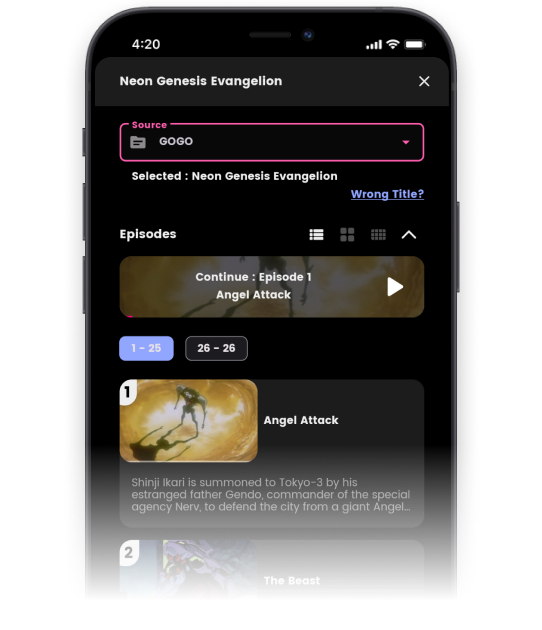 4:20
Neon Genesis Evangelion
Source
GOGO
Selected : Neon Genesis Evangelion
Wrong Title?
Episodes
Continue : Episode 1
Angel Attack
1 - 25
26 - 26
1
Angel Attack
Shinji Ikari is summoned to Tokyo-3 by his
estranged father Gendo, commander of the special
agency Nerv, to defend the city from a giant Angel...
2
The Beast